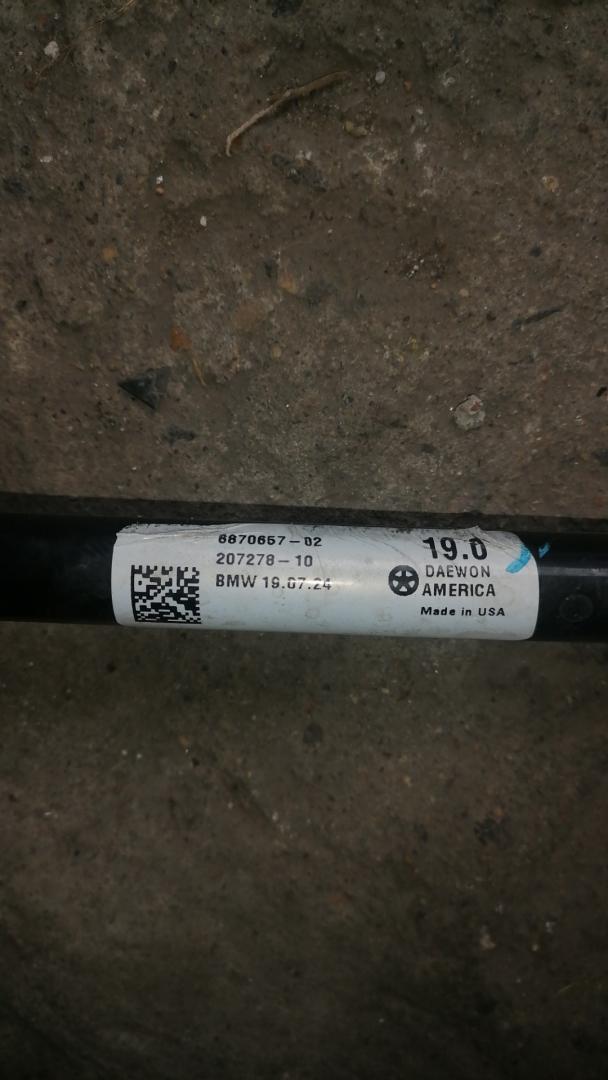 6870657-02
207278-10
BMW 19.07.24
19.0
DAEWON
AMERICA
Made in USA